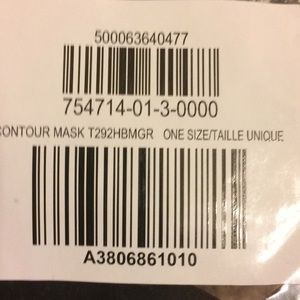 500063640477
754714-01-3-0000
CONTOUR MASK T292HBMGR ONE SIZE/TAILLE UNIQUE
A3806861010